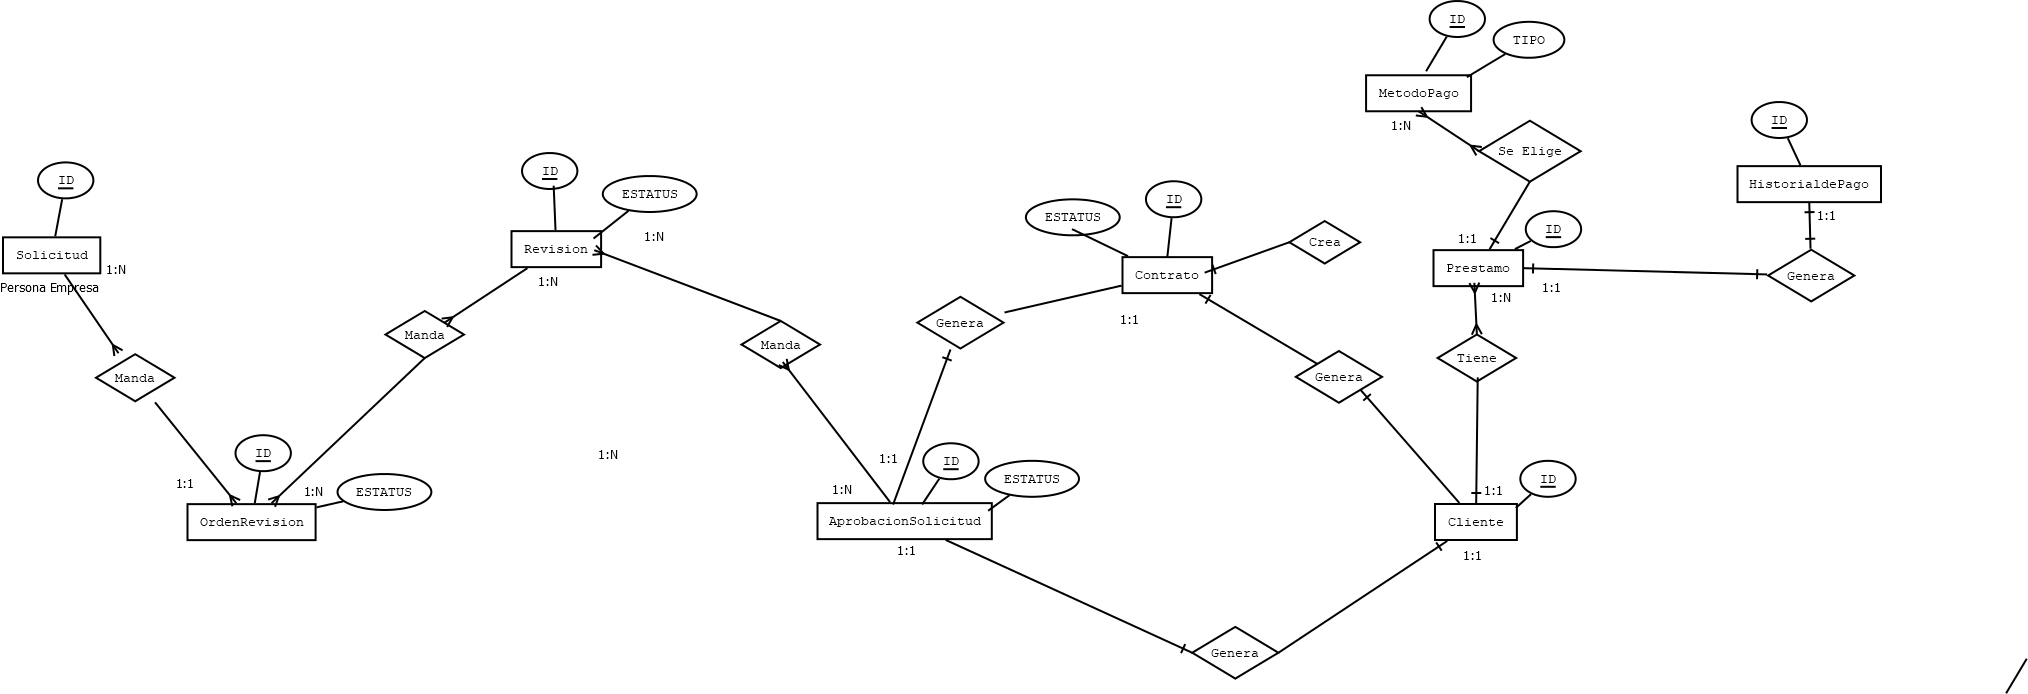 ID
TIPO
MetodoPago
1:N
Se Elige
ID
HistorialdePago
1:1
ID
Solicitud
1:N
Persona Empresa
Manda
1:1
ID
OrdenRevision
ESTATUS
1:N
Manda
ID
ESTATUS
Revision
1:N
1:N
Manda
1:N
1:N
ID
ESTATUS
AprobacionSolicitud
1:1
1:1
Genera
ESTATUS
ID
Contrato
1:1
Crea
Genera
1:1
ID
Prestamo
1:N
1:1
Genera
Tiene
1:1
ID
Cliente
1:1
Genera